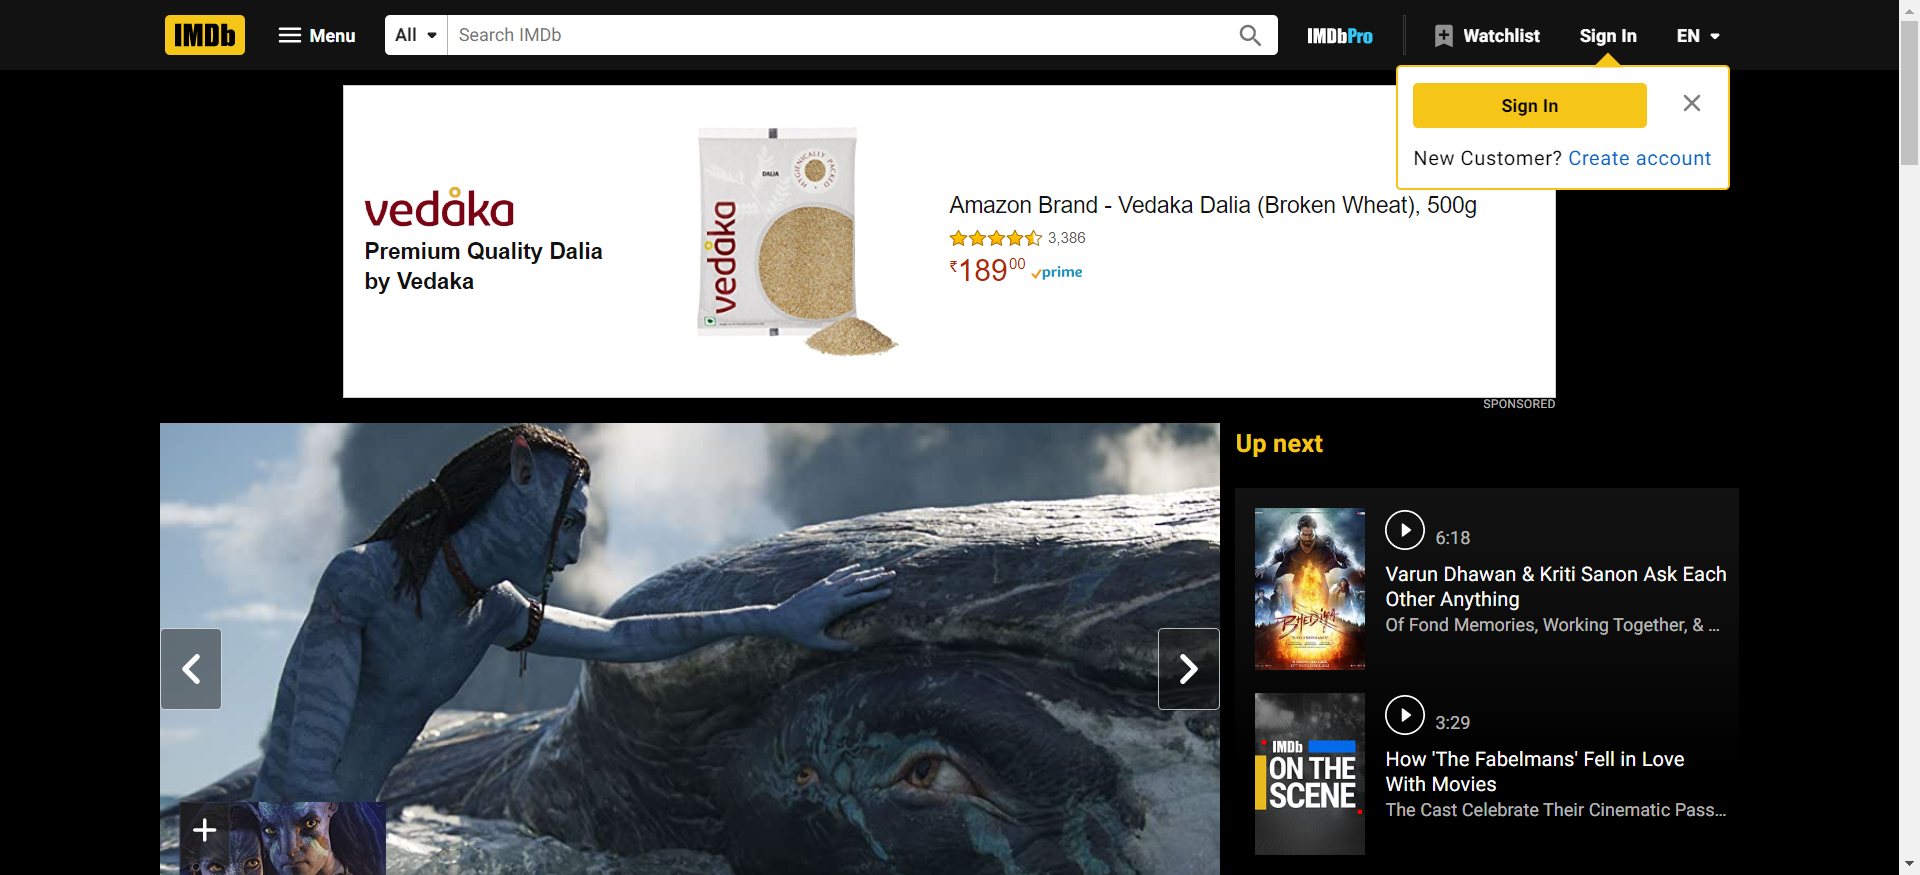 IMDb
Menu
All
Search IMDb
IMDbPro
Watchlist
Sign In
EN
Sign In
New Customer? Create account
vedaka
Premium Quality Dalia
by Vedaka
HYGIENICALLY PACKED
DALIA
vedaka
Amazon Brand - Vedaka Dalia (Broken Wheat), 500g
3,386
₹18900 prime
SPONSORED
Up next
BHEDIYA
6:18
Varun Dhawan & Kriti Sanon Ask Each
Other Anything
Of Fond Memories, Working Together, & ...
IMDb
ON THE
SCENE
3:29
How 'The Fabelmans' Fell in Love
With Movies
The Cast Celebrate Their Cinematic Pass...